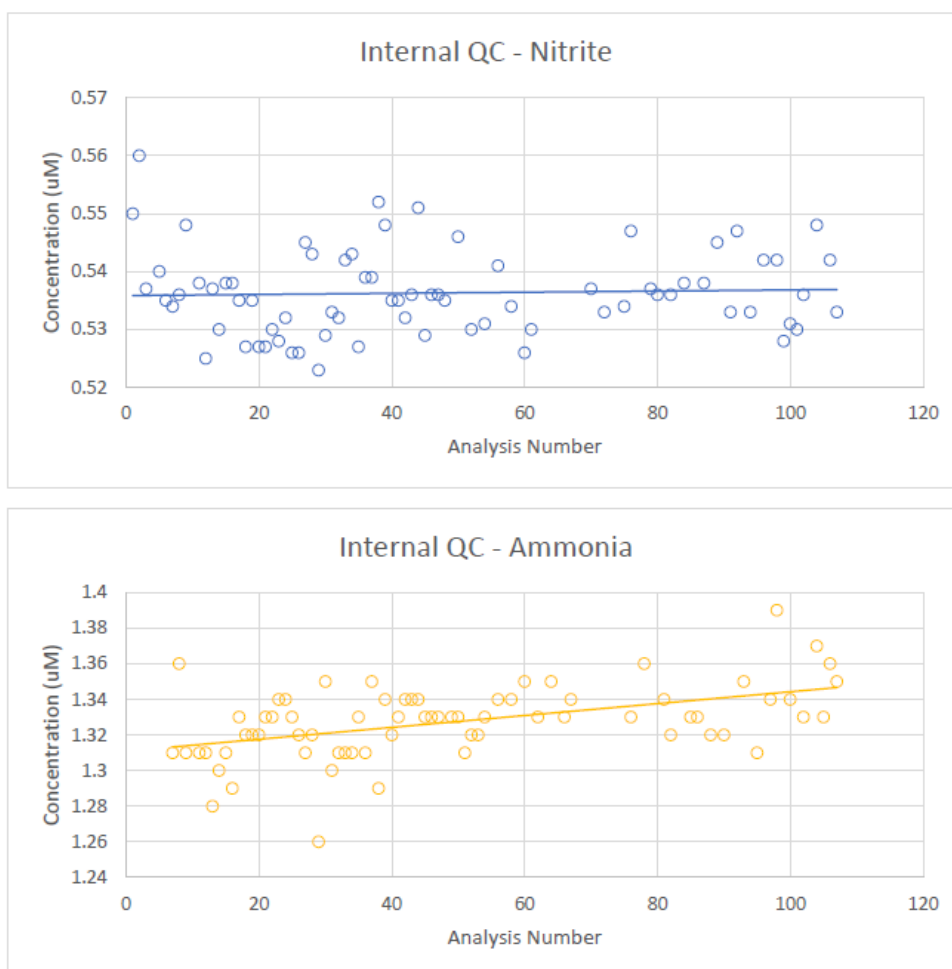 Internal QC - Nitrite
0.57
0.56
0.55
0.54
0.53
0.52
Concentration (uM)
0 20 40 60 80 100 120
Analysis Number
Internal QC - Ammonia
1.4
1.38
1.36
1.34
1.32
1.3
1.28
1.26
1.24
Concentration (uM)
0 20 40 60 80 100 120
Analysis Number